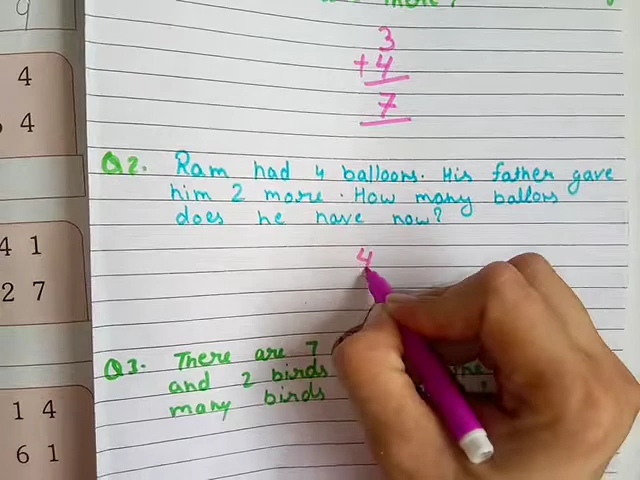 9
4
4
4 1
2 7
1 4
6 1
3
+4
7
Q2. Ram had 4 balloons. His father gave
him 2 more. How many ballons
does he have now?
4
Q3. There are 7
and 2 birds
many birds